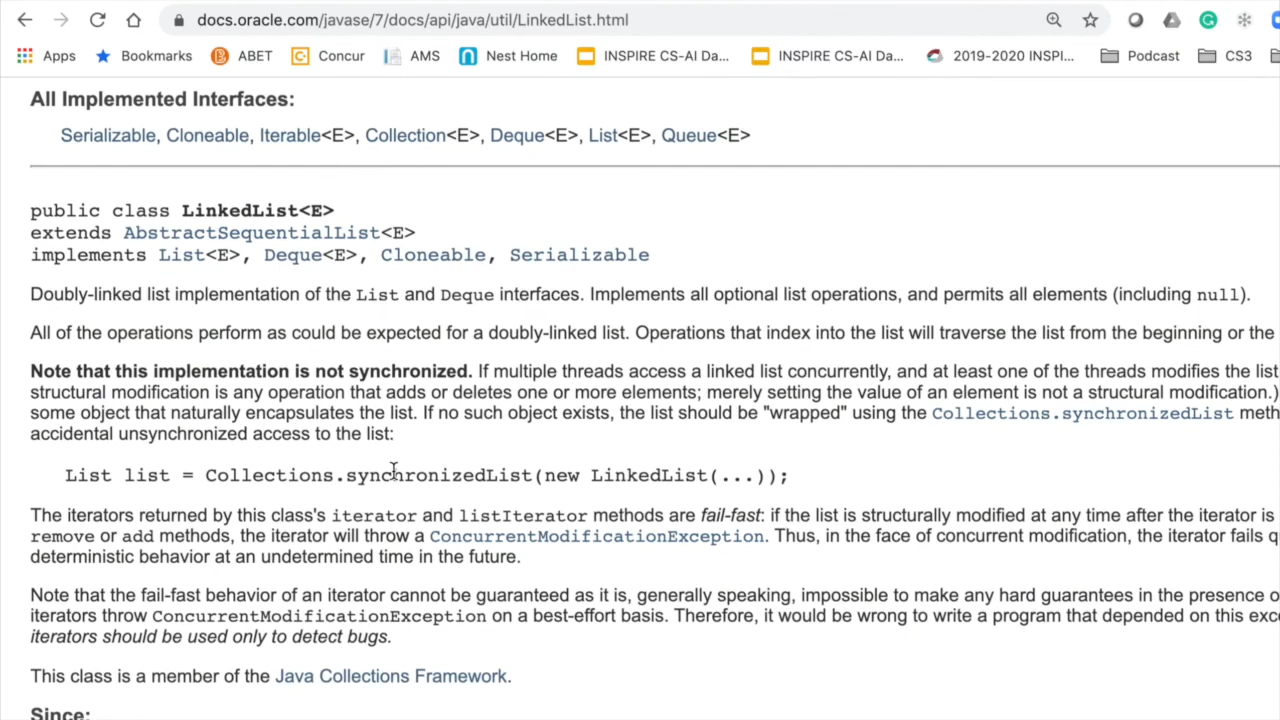 docs.oracle.com/javase/7/docs/api/java/util/LinkedList.html
Apps Bookmarks ABET Concur AMS Nest Home INSPIRE CS-AI Da... INSPIRE CS-AI Da... 2019-2020 INSPI... Podcast CS3
All Implemented Interfaces:
Serializable, Cloneable, Iterable<E>, Collection<E>, Deque<E>, List<E>, Queue<E>
public class LinkedList<E>
extends AbstractSequentialList<E>
implements List<E>, Deque<E>, Cloneable, Serializable
Doubly-linked list implementation of the List and Deque interfaces. Implements all optional list operations, and permits all elements (including null).
All of the operations perform as could be expected for a doubly-linked list. Operations that index into the list will traverse the list from the beginning or the
Note that this implementation is not synchronized. If multiple threads access a linked list concurrently, and at least one of the threads modifies the list
structural modification is any operation that adds or deletes one or more elements; merely setting the value of an element is not a structural modification.)
some object that naturally encapsulates the list. If no such object exists, the list should be "wrapped" using the Collections.synchronizedList meth
accidental unsynchronized access to the list:
List list = Collections.synchronizedList(new LinkedList(...));
The iterators returned by this class's iterator and listIterator methods are fail-fast: if the list is structurally modified at any time after the iterator is
remove or add methods, the iterator will throw a ConcurrentModificationException. Thus, in the face of concurrent modification, the iterator fails q
deterministic behavior at an undetermined time in the future.
Note that the fail-fast behavior of an iterator cannot be guaranteed as it is, generally speaking, impossible to make any hard guarantees in the presence o
iterators throw ConcurrentModificationException on a best-effort basis. Therefore, it would be wrong to write a program that depended on this exce
iterators should be used only to detect bugs.
This class is a member of the Java Collections Framework.
Since: